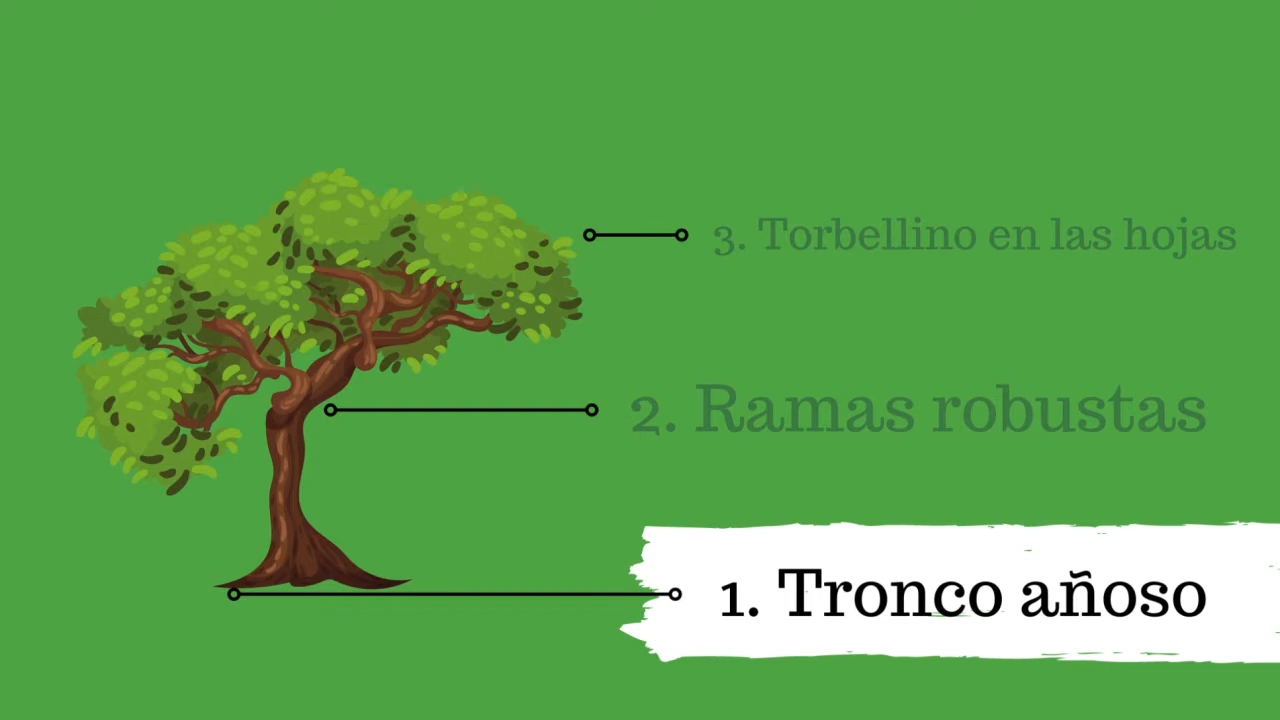 3. Torbellino en las hojas
2. Ramas robustas
1. Tronco añoso